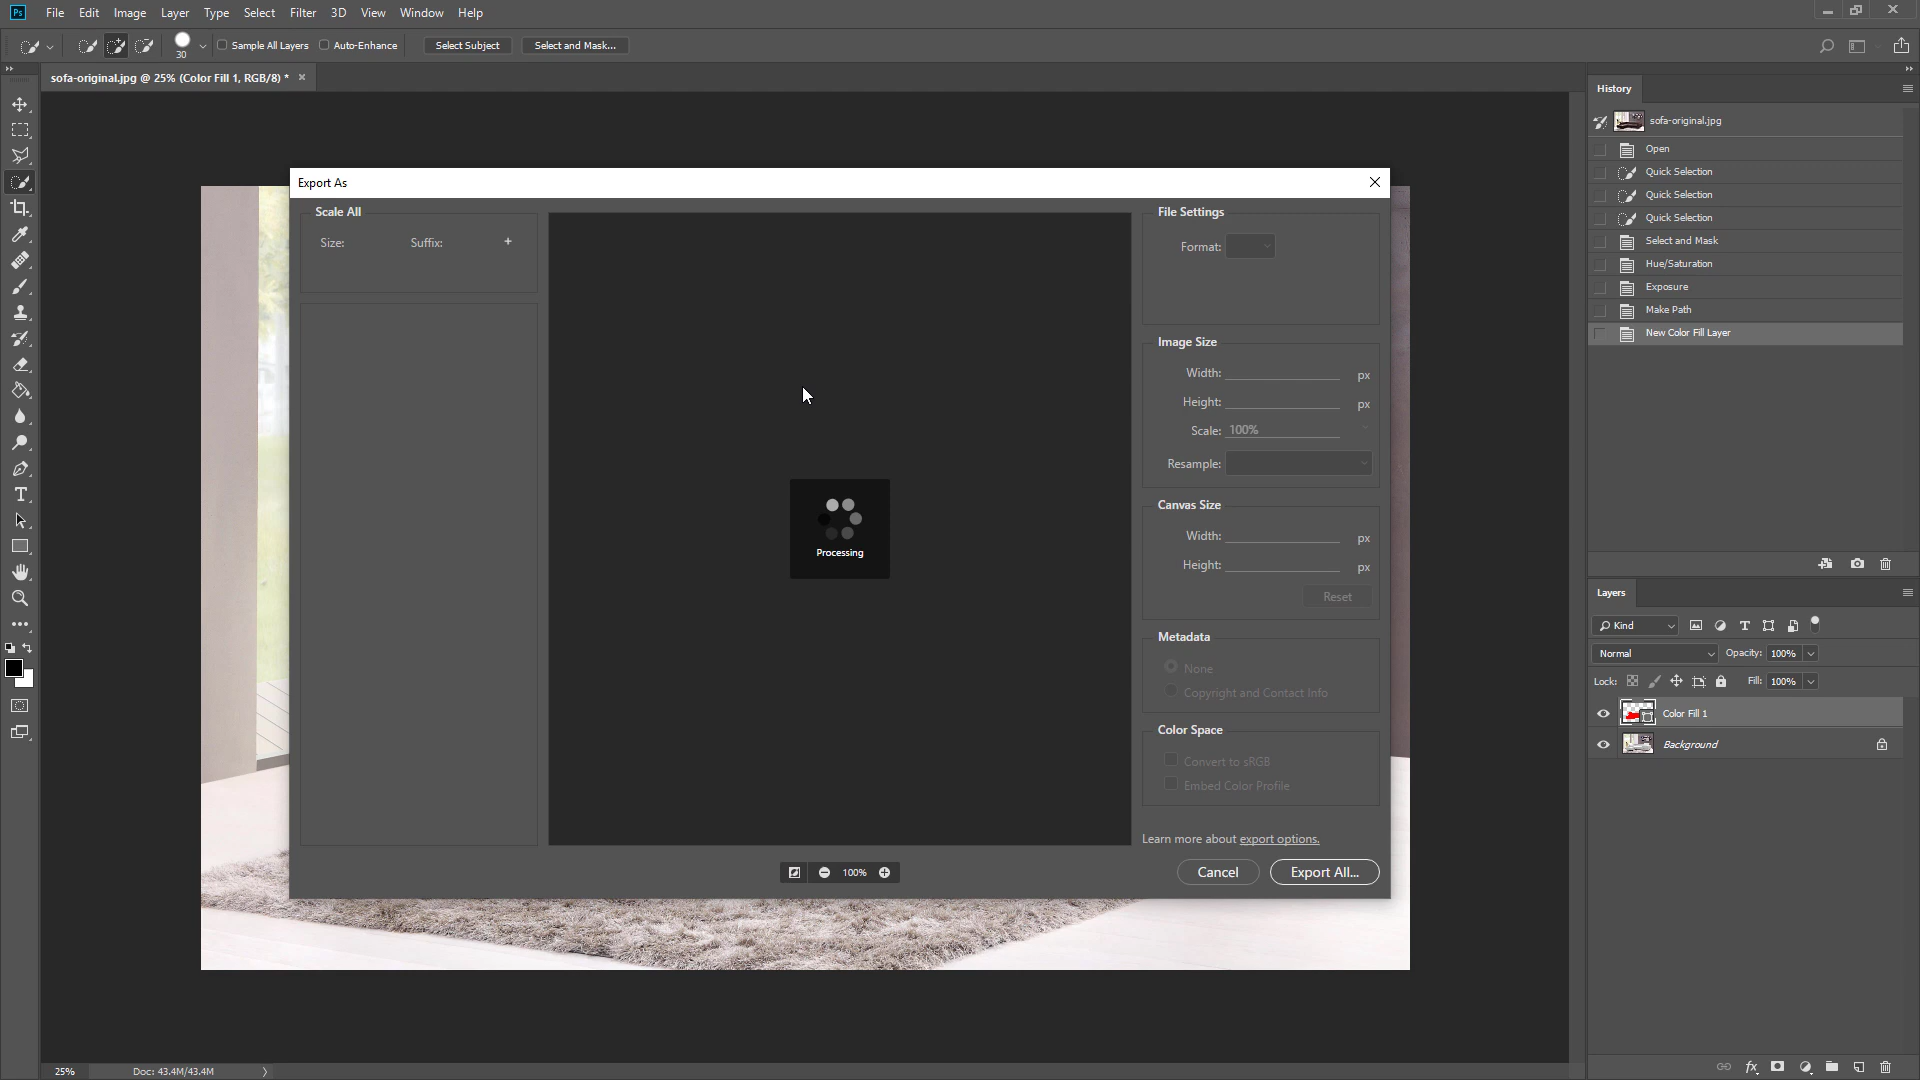 Ps File Edit Image Layer Type Select Filter 3D View Window Help
30 Sample All Layers Auto-Enhance Select Subject Select and Mask...
sofa-original.jpg @ 25% (Color Fill 1, RGB/8) *
Export As
Scale All
Size: Suffix: +
Processing
100%
File Settings
Format:
Image Size
Width: px
Height: px
Scale: 100%
Resample:
Canvas Size
Width: px
Height: px
Reset
Metadata
None
Copyright and Contact Info
Color Space
Convert to sRGB
Embed Color Profile
Learn more about export options.
Cancel Export All...
History
sofa-original.jpg
Open
Quick Selection
Quick Selection
Quick Selection
Select and Mask
Hue/Saturation
Exposure
Make Path
New Color Fill Layer
Layers
Kind
Normal Opacity: 100%
Lock: Fill: 100%
Color Fill 1
Background
fx
25% Doc: 43.4M/43.4M